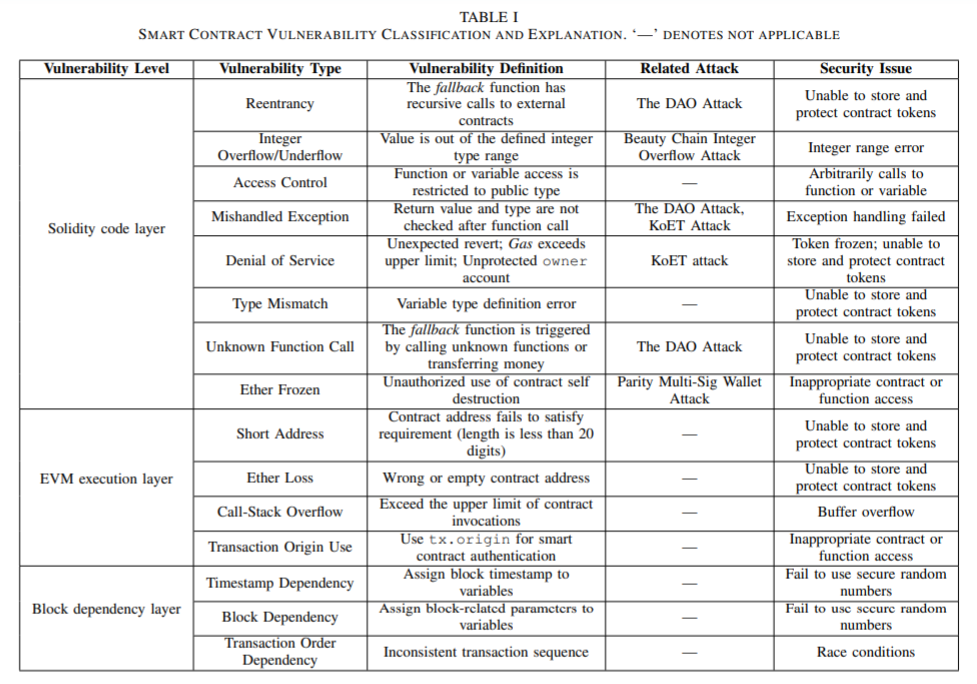 TABLE I
SMART CONTRACT VULNERABILITY CLASSIFICATION AND EXPLANATION. ‘—’ DENOTES NOT APPLICABLE
Vulnerability Level Vulnerability Type Vulnerability Definition Related Attack Security Issue
Solidity code layer
Reentrancy
The fallback function has
recursive calls to external
contracts
The DAO Attack
Unable to store and
protect contract tokens
Integer
Overflow/Underflow
Value is out of the defined integer
type range
Beauty Chain Integer
Overflow Attack
Integer range error
Access Control
Function or variable access is
restricted to public type
—
Arbitrarily calls to
function or variable
Mishandled Exception
Return value and type are not
checked after function call
The DAO Attack,
KoET Attack
Exception handling failed
Denial of Service
Unexpected revert; Gas exceeds
upper limit; Unprotected owner
account
KoET attack
Token frozen; unable to
store and protect contract
tokens
Type Mismatch
Variable type definition error
—
Unable to store and
protect contract tokens
Unknown Function Call
The fallback function is triggered
by calling unknown functions or
transferring money
The DAO Attack
Unable to store and
protect contract tokens
Ether Frozen
Unauthorized use of contract self
destruction
Parity Multi-Sig Wallet
Attack
Inappropriate contract or
function access
EVM execution layer
Short Address
Contract address fails to satisfy
requirement (length is less than 20
digits)
—
Unable to store and
protect contract tokens
Ether Loss
Wrong or empty contract address
—
Unable to store and
protect contract tokens
Call-Stack Overflow
Exceed the upper limit of contract
invocations
—
Buffer overflow
Transaction Origin Use
Use tx.origin for smart
contract authentication
—
Inappropriate contract or
function access
Block dependency layer
Timestamp Dependency
Assign block timestamp to
variables
—
Fail to use secure random
numbers
Block Dependency
Assign block-related parameters to
variables
—
Fail to use secure random
numbers
Transaction Order
Dependency
Inconsistent transaction sequence
—
Race conditions